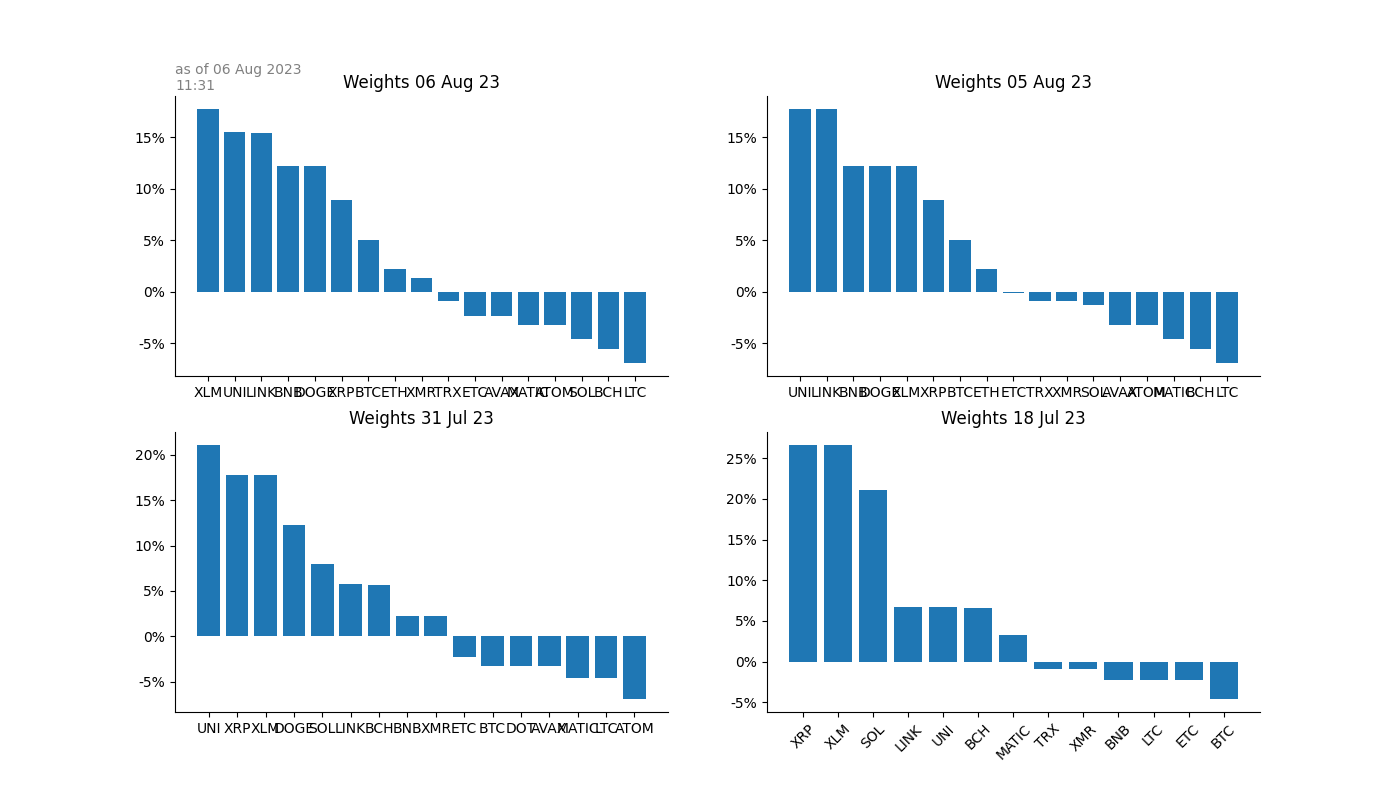 as of 06 Aug 2023
11:31
Weights 06 Aug 23
15%
10%
5%
0%
-5%
XLM UNI LINK BNB DOGE XRP BTC ETH XMR TRX ETC AVAX MATIC ATOM SOL BCH LTC
Weights 05 Aug 23
15%
10%
5%
0%
-5%
UNI LINK BNB DOGE XLM XRP BTC ETH ETC TRX XMR SOL AVAX ATOM MATIC BCH LTC
Weights 31 Jul 23
20%
15%
10%
5%
0%
-5%
UNI XRP XLM DOGE SOL LINK BCH BNB XMR ETC BTC DOT AVAX MATIC LTC ATOM
Weights 18 Jul 23
25%
20%
15%
10%
5%
0%
-5%
XRP XLM SOL LINK UNI BCH MATIC TRX XMR BNB LTC ETC BTC